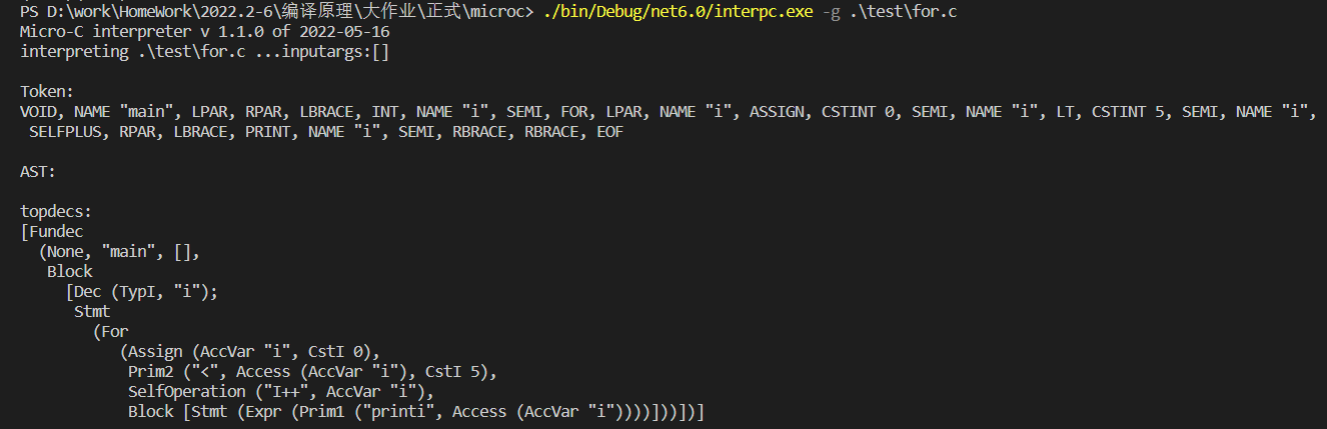 PS D:\work\HomeWork\2022.2-6\编译原理\大作业\正式\microc> ./bin/Debug/net6.0/interpc.exe -g .\test\for.c
Micro-C interpreter v 1.1.0 of 2022-05-16
interpreting .\test\for.c ...inputargs:[]
Token:
VOID, NAME "main", LPAR, RPAR, LBRACE, INT, NAME "i", SEMI, FOR, LPAR, NAME "i", ASSIGN, CSTINT 0, SEMI, NAME "i", LT, CSTINT 5, SEMI, NAME "i",
 SELFPLUS, RPAR, LBRACE, PRINT, NAME "i", SEMI, RBRACE, RBRACE, EOF
AST:
topdecs:
[Fundec
  (None, "main", [],
   Block
     [Dec (TypI, "i");
      Stmt
        (For
           (Assign (AccVar "i", CstI 0),
            Prim2 ("<", Access (AccVar "i"), CstI 5),
            SelfOperation ("I++", AccVar "i"),
            Block [Stmt (Expr (Prim1 ("printi", Access (AccVar "i"))))]))])]